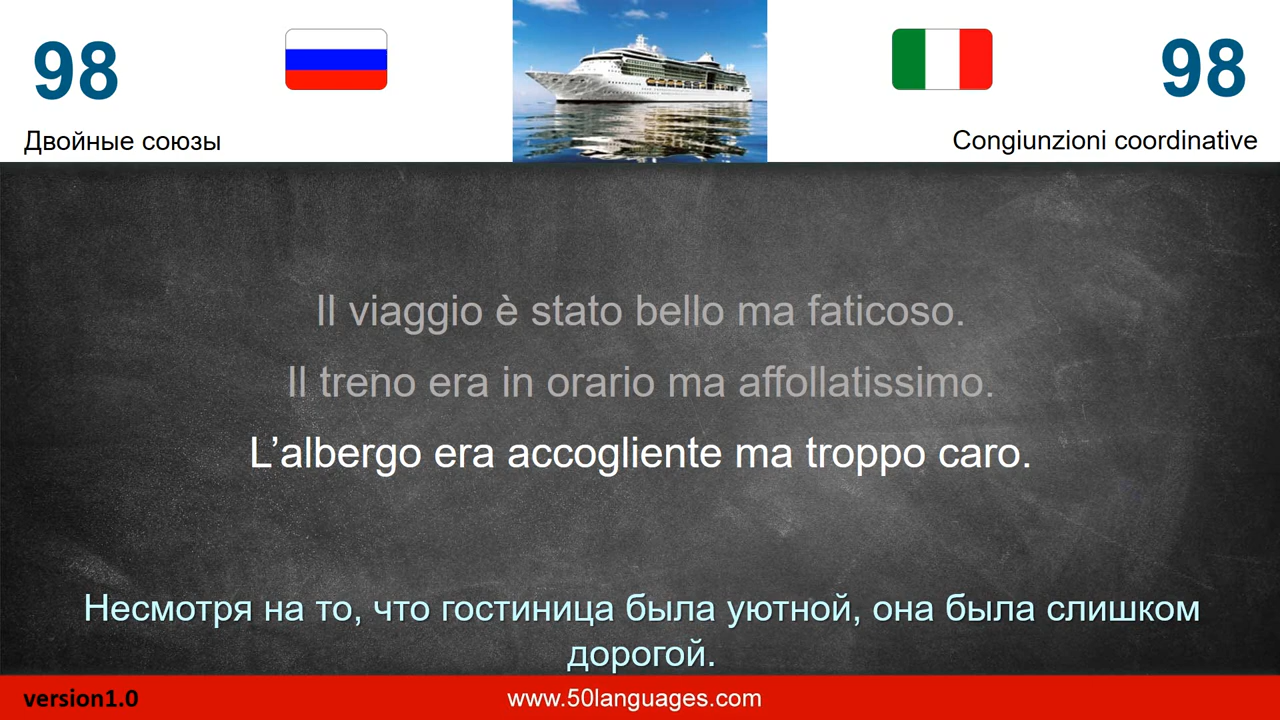 98
98
Двойные союзы
Congiunzioni coordinative
Il viaggio è stato bello ma faticoso.
Il treno era in orario ma affollatissimo.
L’albergo era accogliente ma troppo caro.
Несмотря на то, что гостиница была уютной, она была слишком
дорогой.
version1.0
www.50languages.com